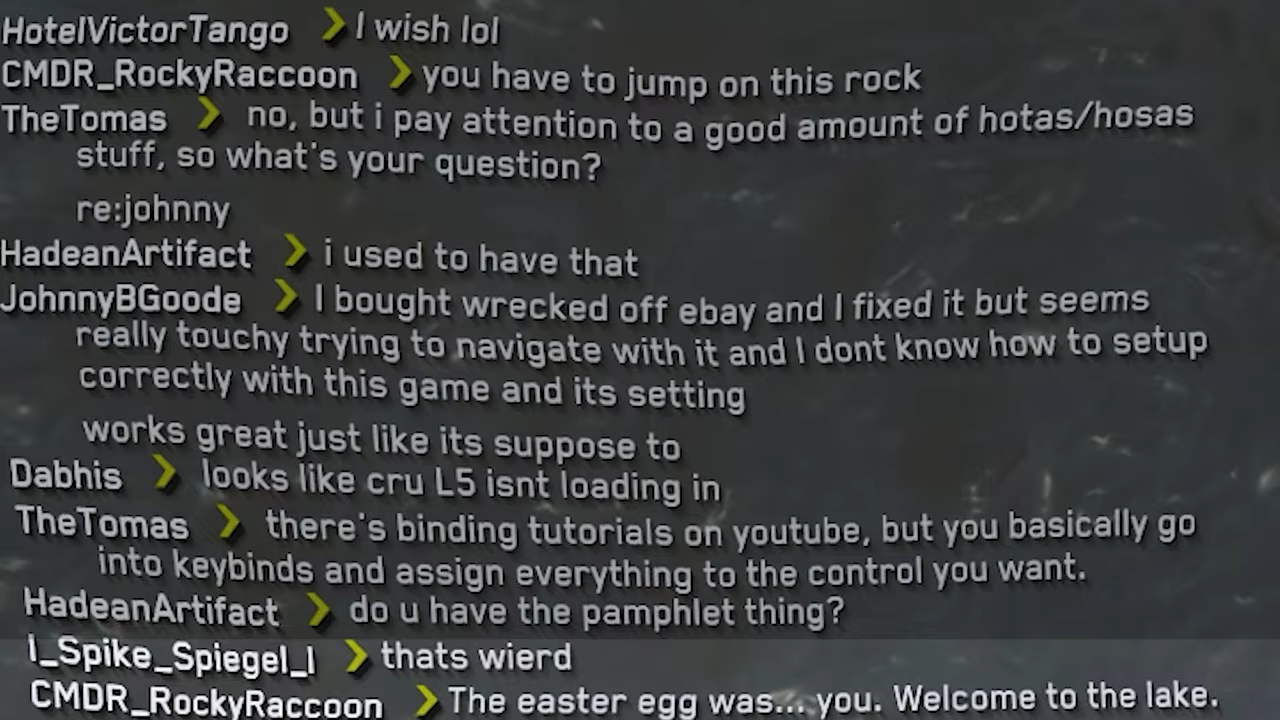 HotelVictorTango > I wish lol
CMDR_RockyRaccoon > you have to jump on this rock
TheTomas > no, but i pay attention to a good amount of hotas/hosas
stuff, so what's your question?
re:johnny
HadeanArtifact > i used to have that
JohnnyBGoode > I bought wrecked off ebay and I fixed it but seems
really touchy trying to navigate with it and I dont know how to setup
correctly with this game and its setting
works great just like its suppose to
Dabhis > looks like cru L5 isnt loading in
TheTomas > there's binding tutorials on youtube, but you basically go
into keybinds and assign everything to the control you want.
HadeanArtifact > do u have the pamphlet thing?
I_Spike_Spiegel_I > thats wierd
CMDR_RockyRaccoon > The easter egg was... you. Welcome to the lake.